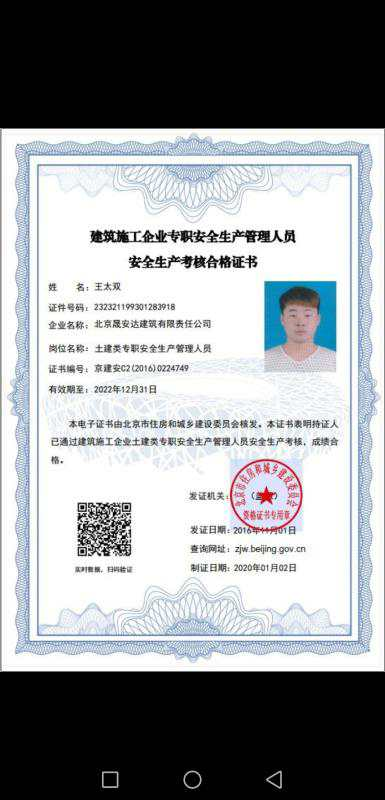 建筑施工企业专职安全生产管理人员
安全生产考核合格证书
姓 名：王太双
证件号码：232321199301283918
企业名称：北京晟安达建筑有限责任公司
岗位名称：土建类专职安全生产管理人员
证书编号：京建安C2(2016)0224749
有效期至：2022年12月31日
本电子证书由北京市住房和城乡建设委员会核发。本证书表明持证人
已通过建筑施工企业土建类专职安全生产管理人员安全生产考核，成绩合
格。
发证机关：（盖章）
北京市住房和城乡建设委员会
资格证书专用章
发证日期：2016年11月01日
查询网址：zjw.beijing.gov.cn
制证日期：2020年01月02日
实时数据，扫码验证